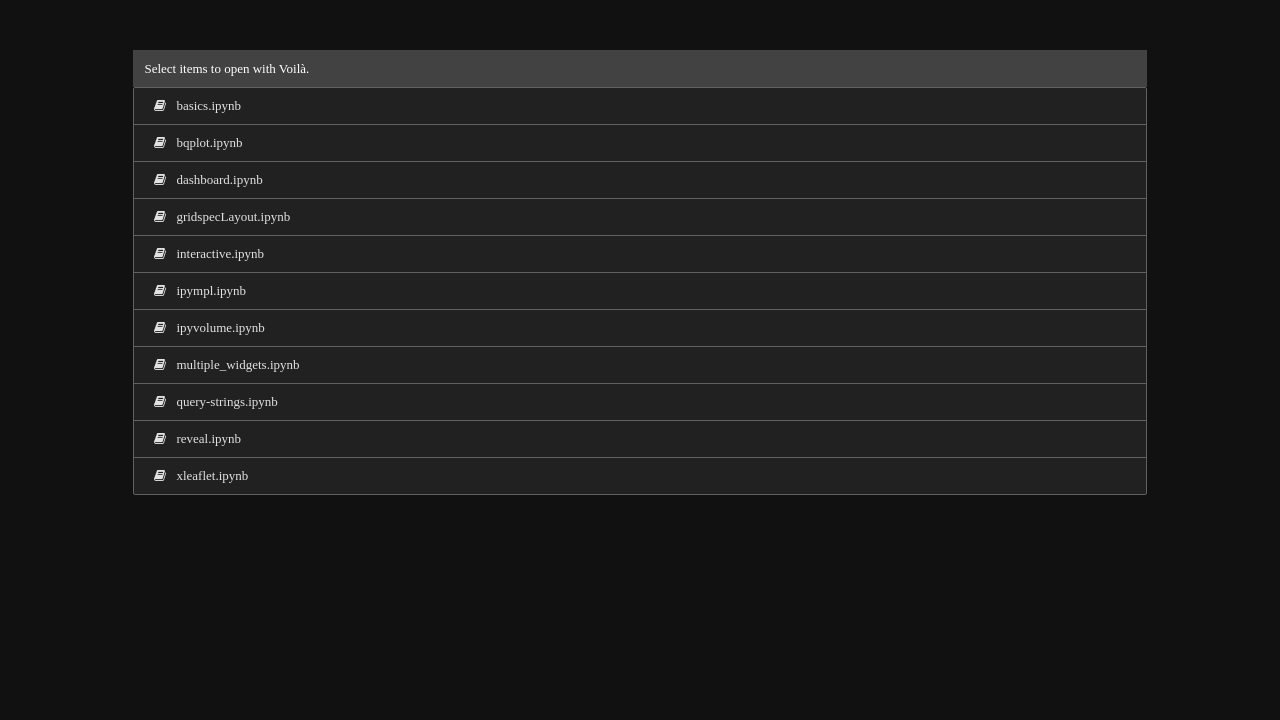 Select items to open with Voilà.
basics.ipynb
bqplot.ipynb
dashboard.ipynb
gridspecLayout.ipynb
interactive.ipynb
ipympl.ipynb
ipyvolume.ipynb
multiple_widgets.ipynb
query-strings.ipynb
reveal.ipynb
xleaflet.ipynb